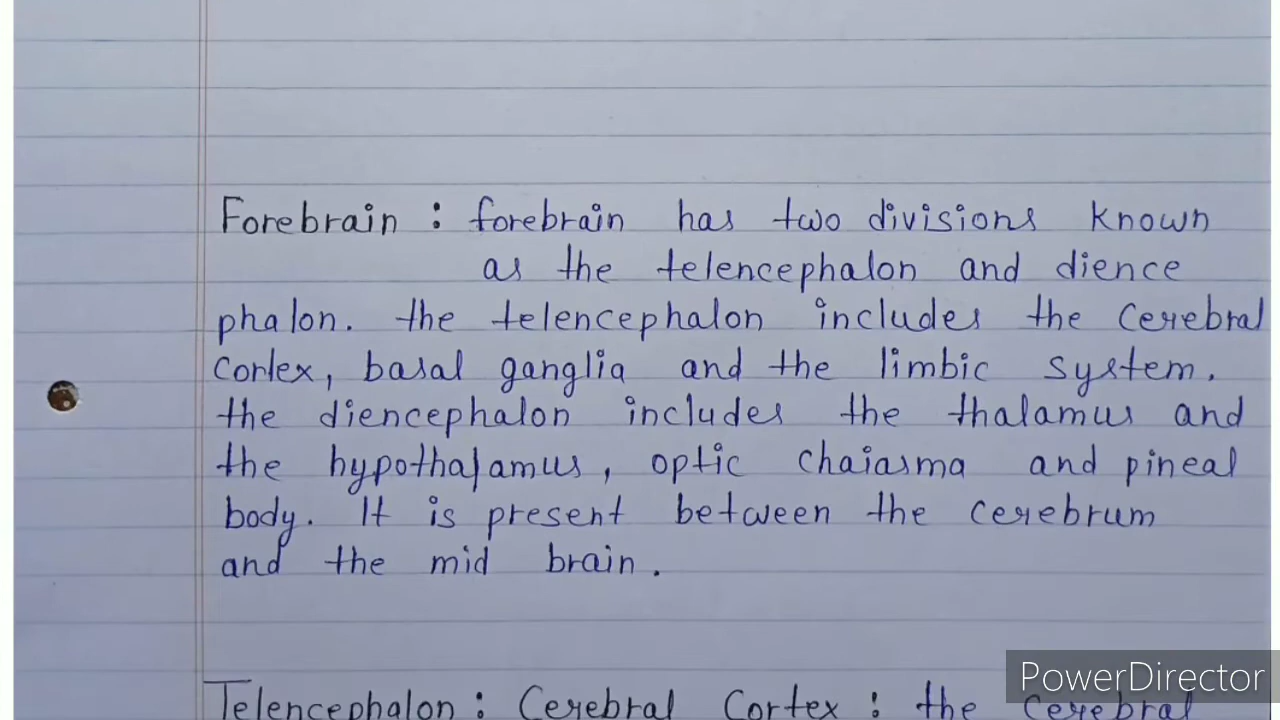 Forebrain : forebrain has two divisions known
as the telencephalon and dience
phalon. the telencephalon includes the cerebral
Cortex, basal ganglia and the limbic system.
the diencephalon includes the thalamus and
the hypothalamus, optic chaiasma and pineal
body. It is present between the cerebrum
and the mid brain.
Telencephalon : Cerebral Cortex : the Cerebral
PowerDirector